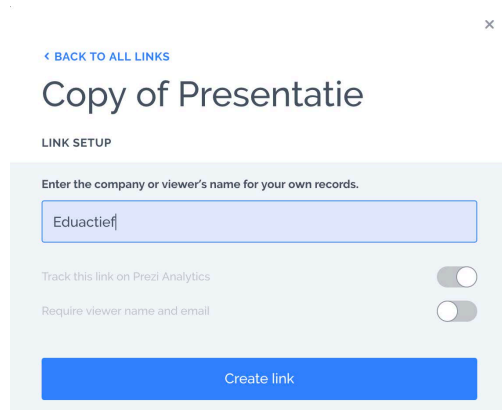 BACK TO ALL LINKS
Copy of Presentatie
LINK SETUP
Enter the company or viewer's name for your own records.
Eduactief
Track this link on Prezi Analytics
Require viewer name and email
Create link